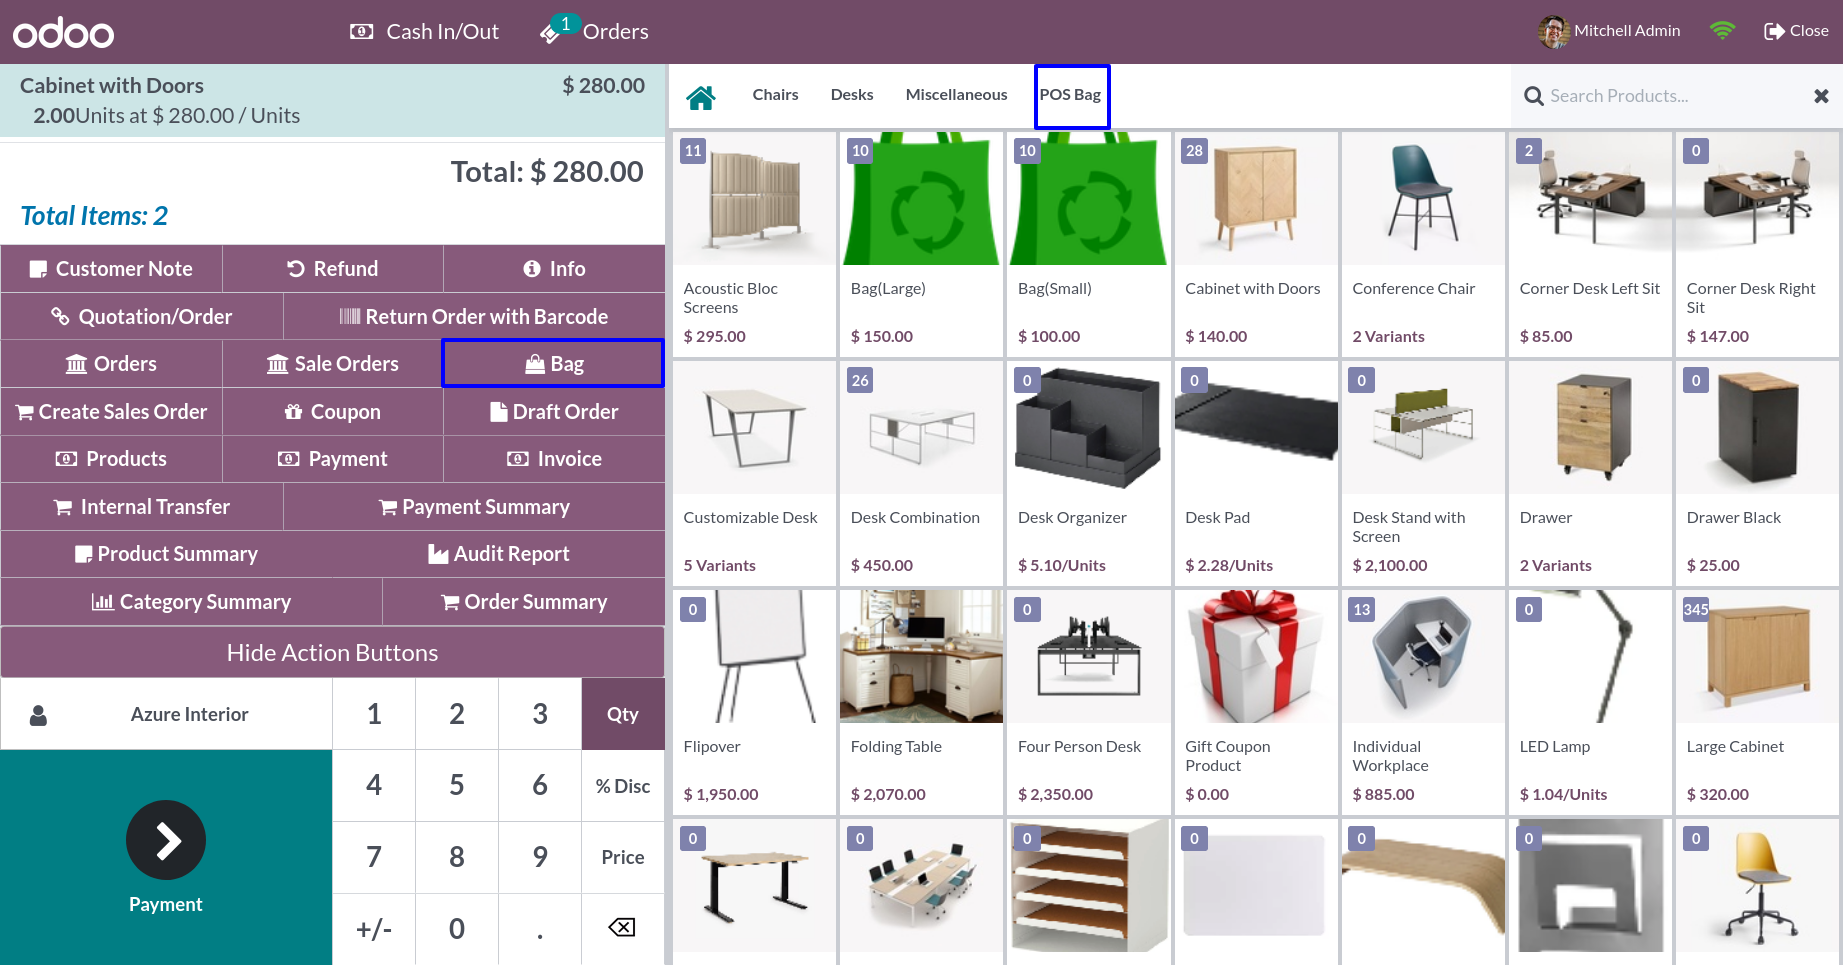 odoo
Cash In/Out
1
Orders
Mitchell Admin
Close
Cabinet with Doors
$ 280.00
2.00Units at $ 280.00 / Units
Total: $ 280.00
Total Items: 2
Customer Note
Refund
Info
Quotation/Order
Return Order with Barcode
Orders
Sale Orders
Bag
Create Sales Order
Coupon
Draft Order
Products
Payment
Invoice
Internal Transfer
Payment Summary
Product Summary
Audit Report
Category Summary
Order Summary
Hide Action Buttons
Azure Interior
1
2
3
Qty
4
5
6
% Disc
7
8
9
Price
+/-
0
.
Payment
Chairs
Desks
Miscellaneous
POS Bag
Search Products...
11
Acoustic Bloc
Screens
$ 295.00
10
Bag(Large)
$ 150.00
10
Bag(Small)
$ 100.00
28
Cabinet with Doors
$ 140.00
Conference Chair
2 Variants
2
Corner Desk Left Sit
$ 85.00
0
Corner Desk Right
Sit
$ 147.00
Customizable Desk
5 Variants
26
Desk Combination
$ 450.00
0
Desk Organizer
$ 5.10/Units
0
Desk Pad
$ 2.28/Units
0
Desk Stand with
Screen
$ 2,100.00
Drawer
2 Variants
0
Drawer Black
$ 25.00
0
Flipover
$ 1,950.00
Folding Table
$ 2,070.00
0
Four Person Desk
$ 2,350.00
Gift Coupon
Product
$ 0.00
13
Individual
Workplace
$ 885.00
0
LED Lamp
$ 1.04/Units
345
Large Cabinet
$ 320.00
0
0
0
0
0
0
0